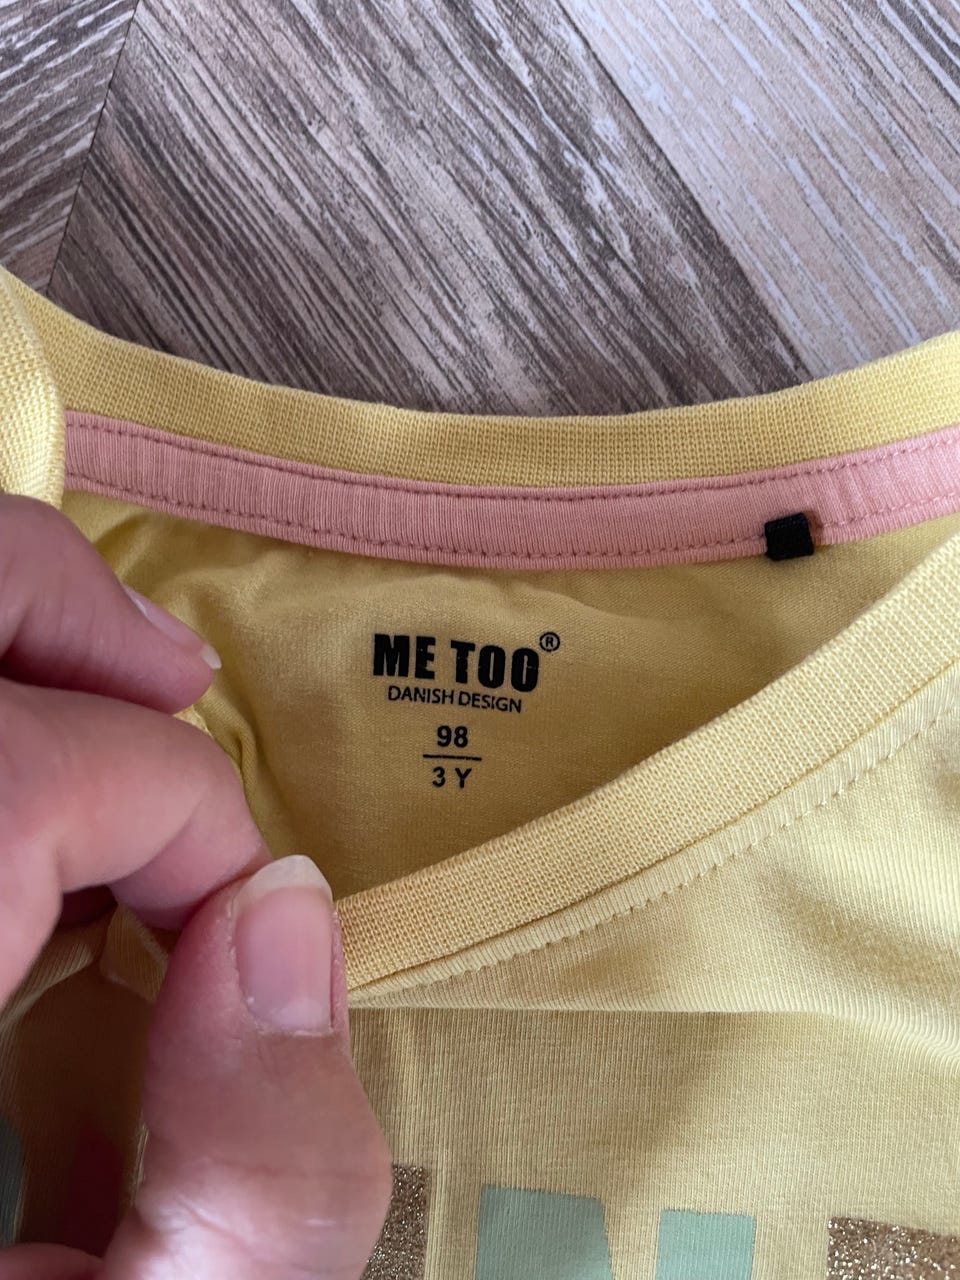 ME TOO®
DANISH DESIGN
98
3 Y